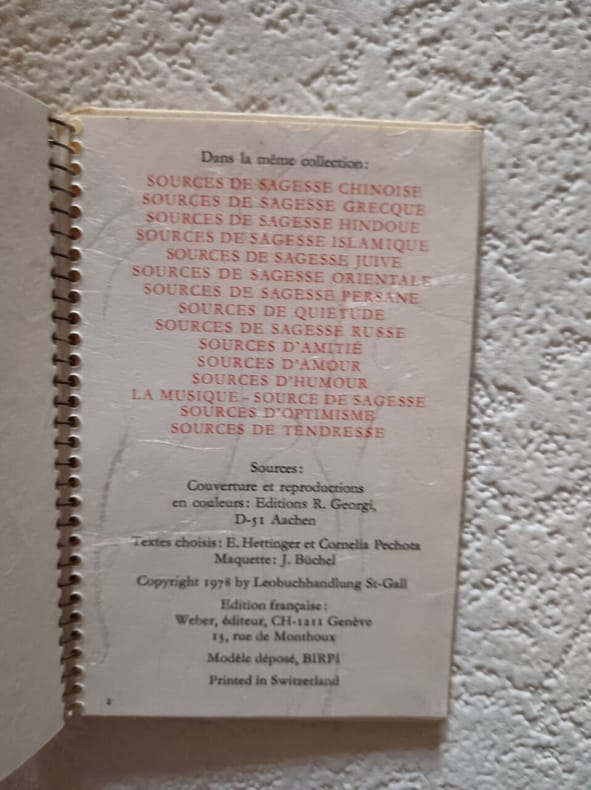 Dans la même collection:
SOURCES DE SAGESSE CHINOISE
SOURCES DE SAGESSE GRECQUE
SOURCES DE SAGESSE HINDOUE
SOURCES DE SAGESSE ISLAMIQUE
SOURCES DE SAGESSE JUIVE
SOURCES DE SAGESSE ORIENTALE
SOURCES DE SAGESSE PERSANE
SOURCES DE QUIÉTUDE
SOURCES DE SAGESSE RUSSE
SOURCES D'AMITIÉ
SOURCES D'AMOUR
SOURCES D'HUMOUR
LA MUSIQUE – SOURCE DE SAGESSE
SOURCES D'OPTIMISME
SOURCES DE TENDRESSE
Sources:
Couverture et reproductions
en couleurs: Editions R. Georgi,
D-51 Aachen
Textes choisis: E. Hettinger et Cornelia Pechota
Maquette: J. Büchel
Copyright 1978 by Leobuchhandlung St-Gall
Edition française:
Weber, éditeur, CH-1211 Genève
15, rue de Monthoux
Modèle déposé, BIRPI
Printed in Switzerland
2